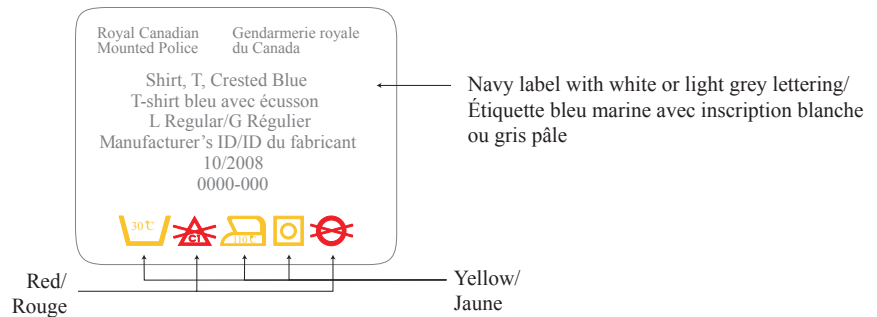 Royal Canadian Gendarmerie royale
Mounted Police du Canada
Shirt, T, Crested Blue
T-shirt bleu avec écusson
L Regular/G Régulier
Manufacturer's ID/ID du fabricant
10/2008
0000-000
30℃ Cl 110℃
Navy label with white or light grey lettering/
Étiquette bleu marine avec inscription blanche
ou gris pâle
Red/
Rouge
Yellow/
Jaune